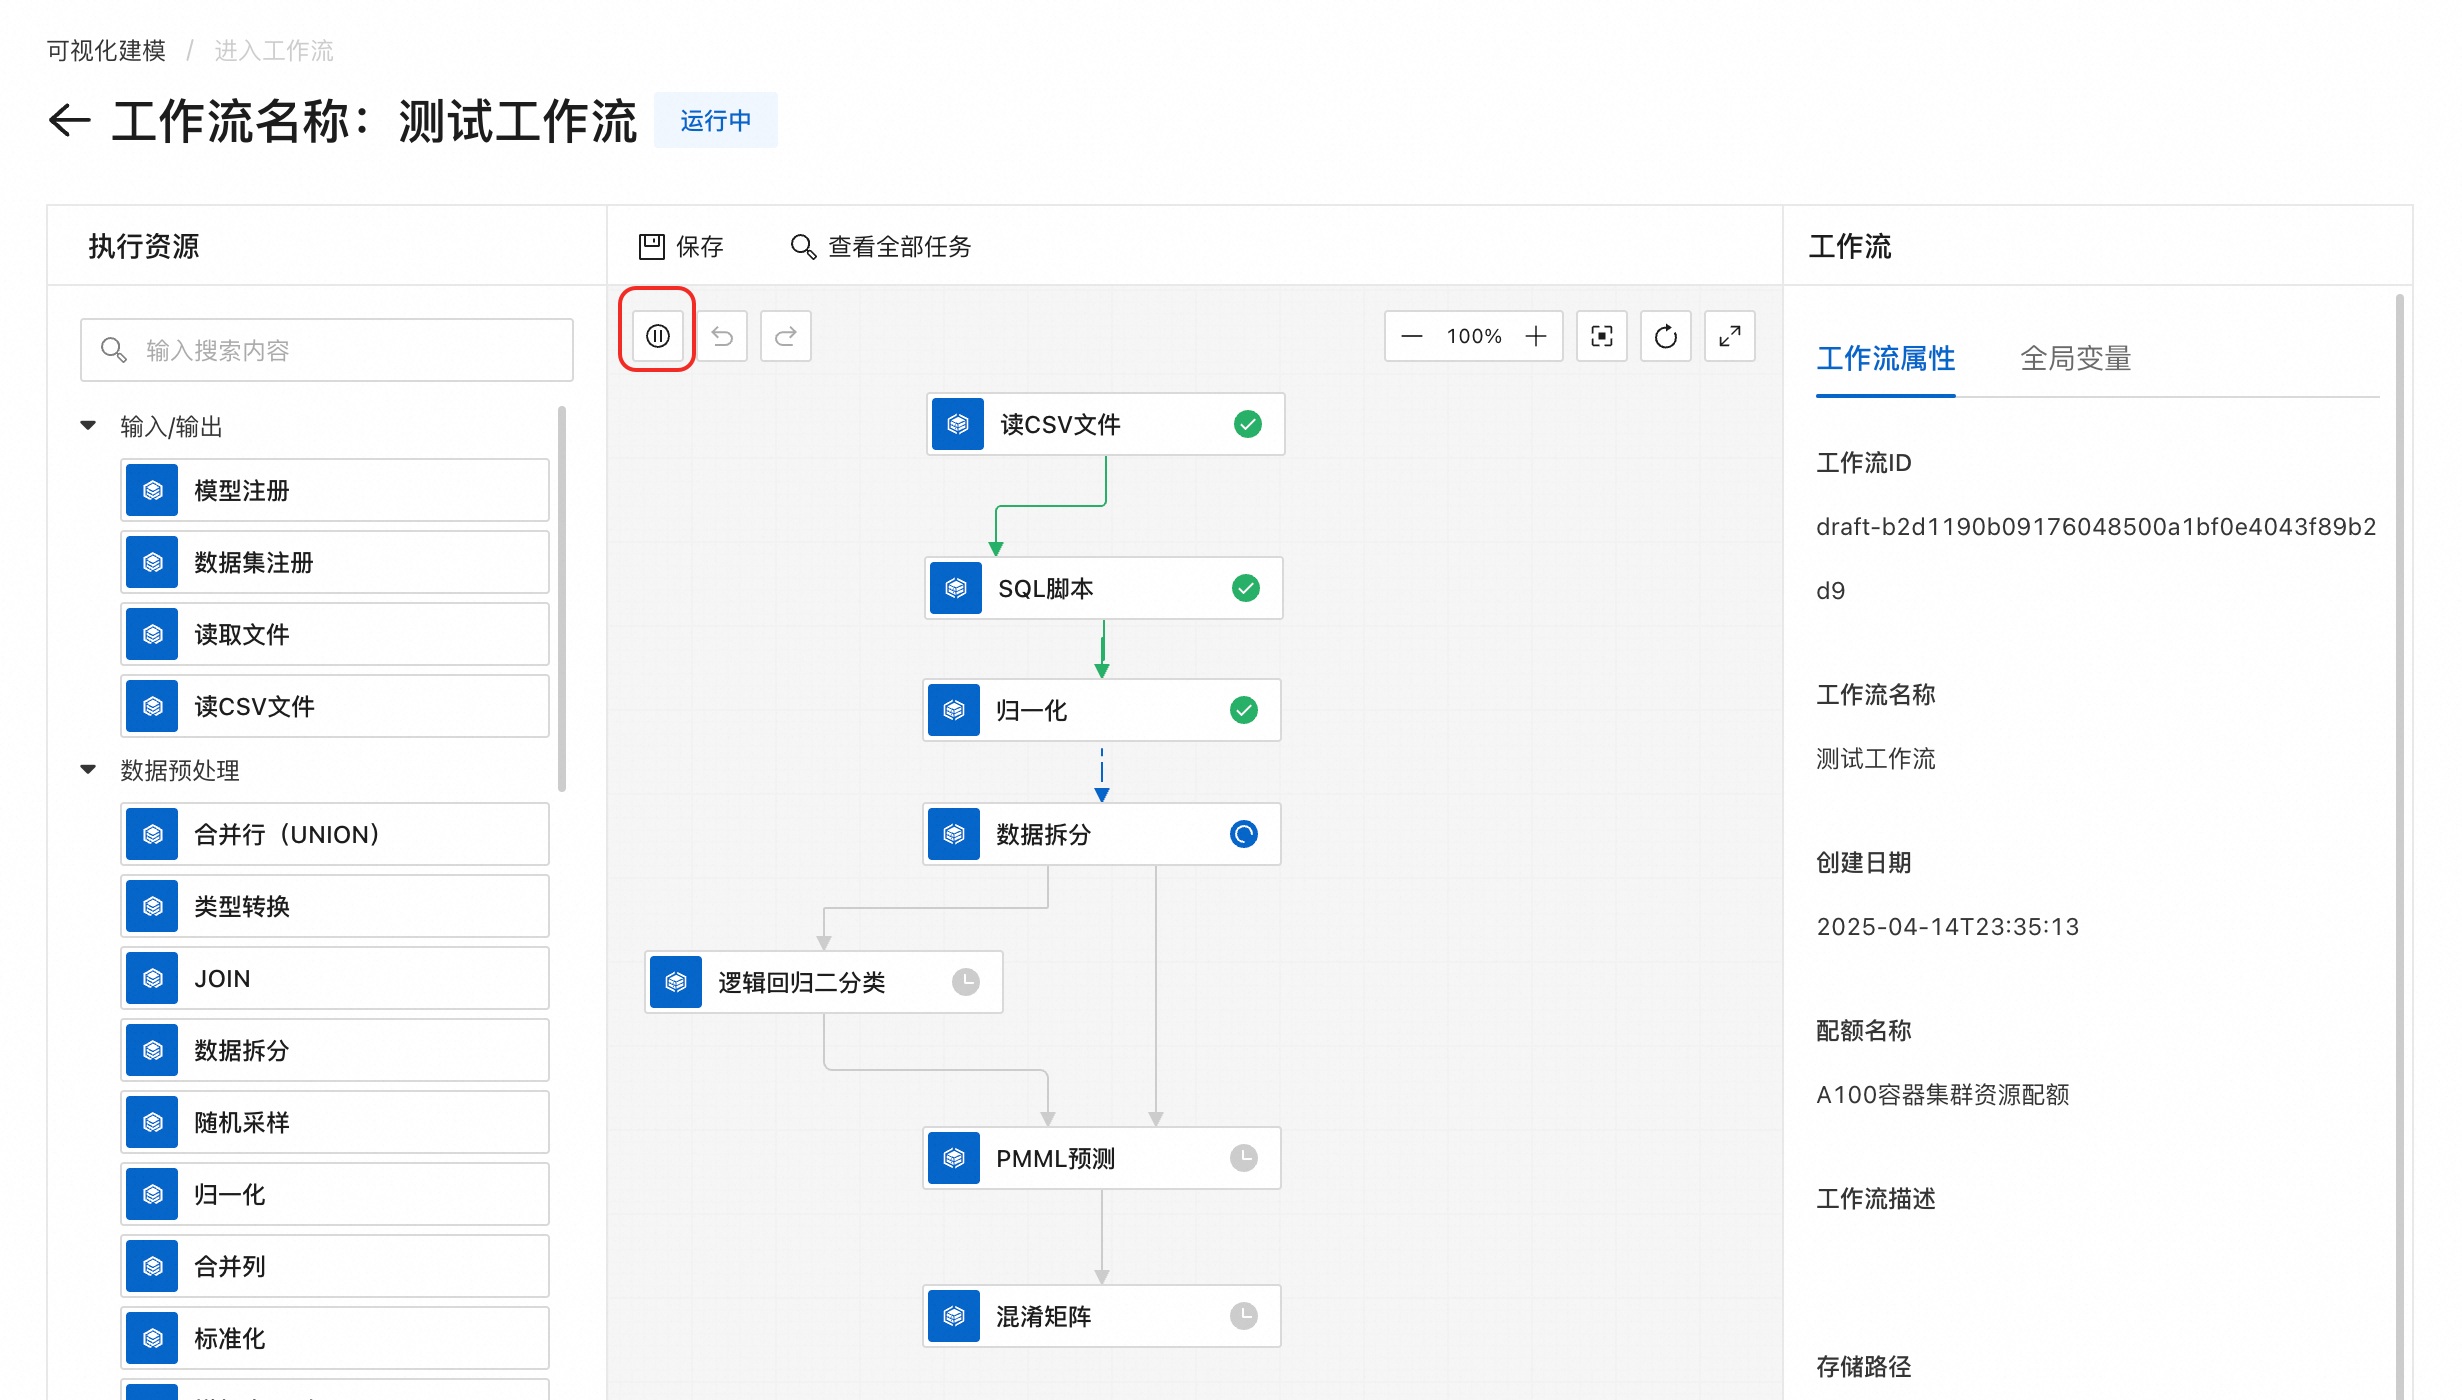 可视化建模 / 进入工作流
工作流名称：测试工作流 运行中
执行资源
输入搜索内容
输入/输出
模型注册
数据集注册
读取文件
读CSV文件
数据预处理
合并行（UNION）
类型转换
JOIN
数据拆分
随机采样
归一化
合并列
标准化
保存 查看全部任务
100%
读CSV文件
SQL脚本
归一化
数据拆分
逻辑回归二分类
PMML预测
混淆矩阵
工作流
工作流属性 全局变量
工作流ID
draft-b2d1190b09176048500a1bf0e4043f89b2
d9
工作流名称
测试工作流
创建日期
2025-04-14T23:35:13
配额名称
A100容器集群资源配额
工作流描述
存储路径